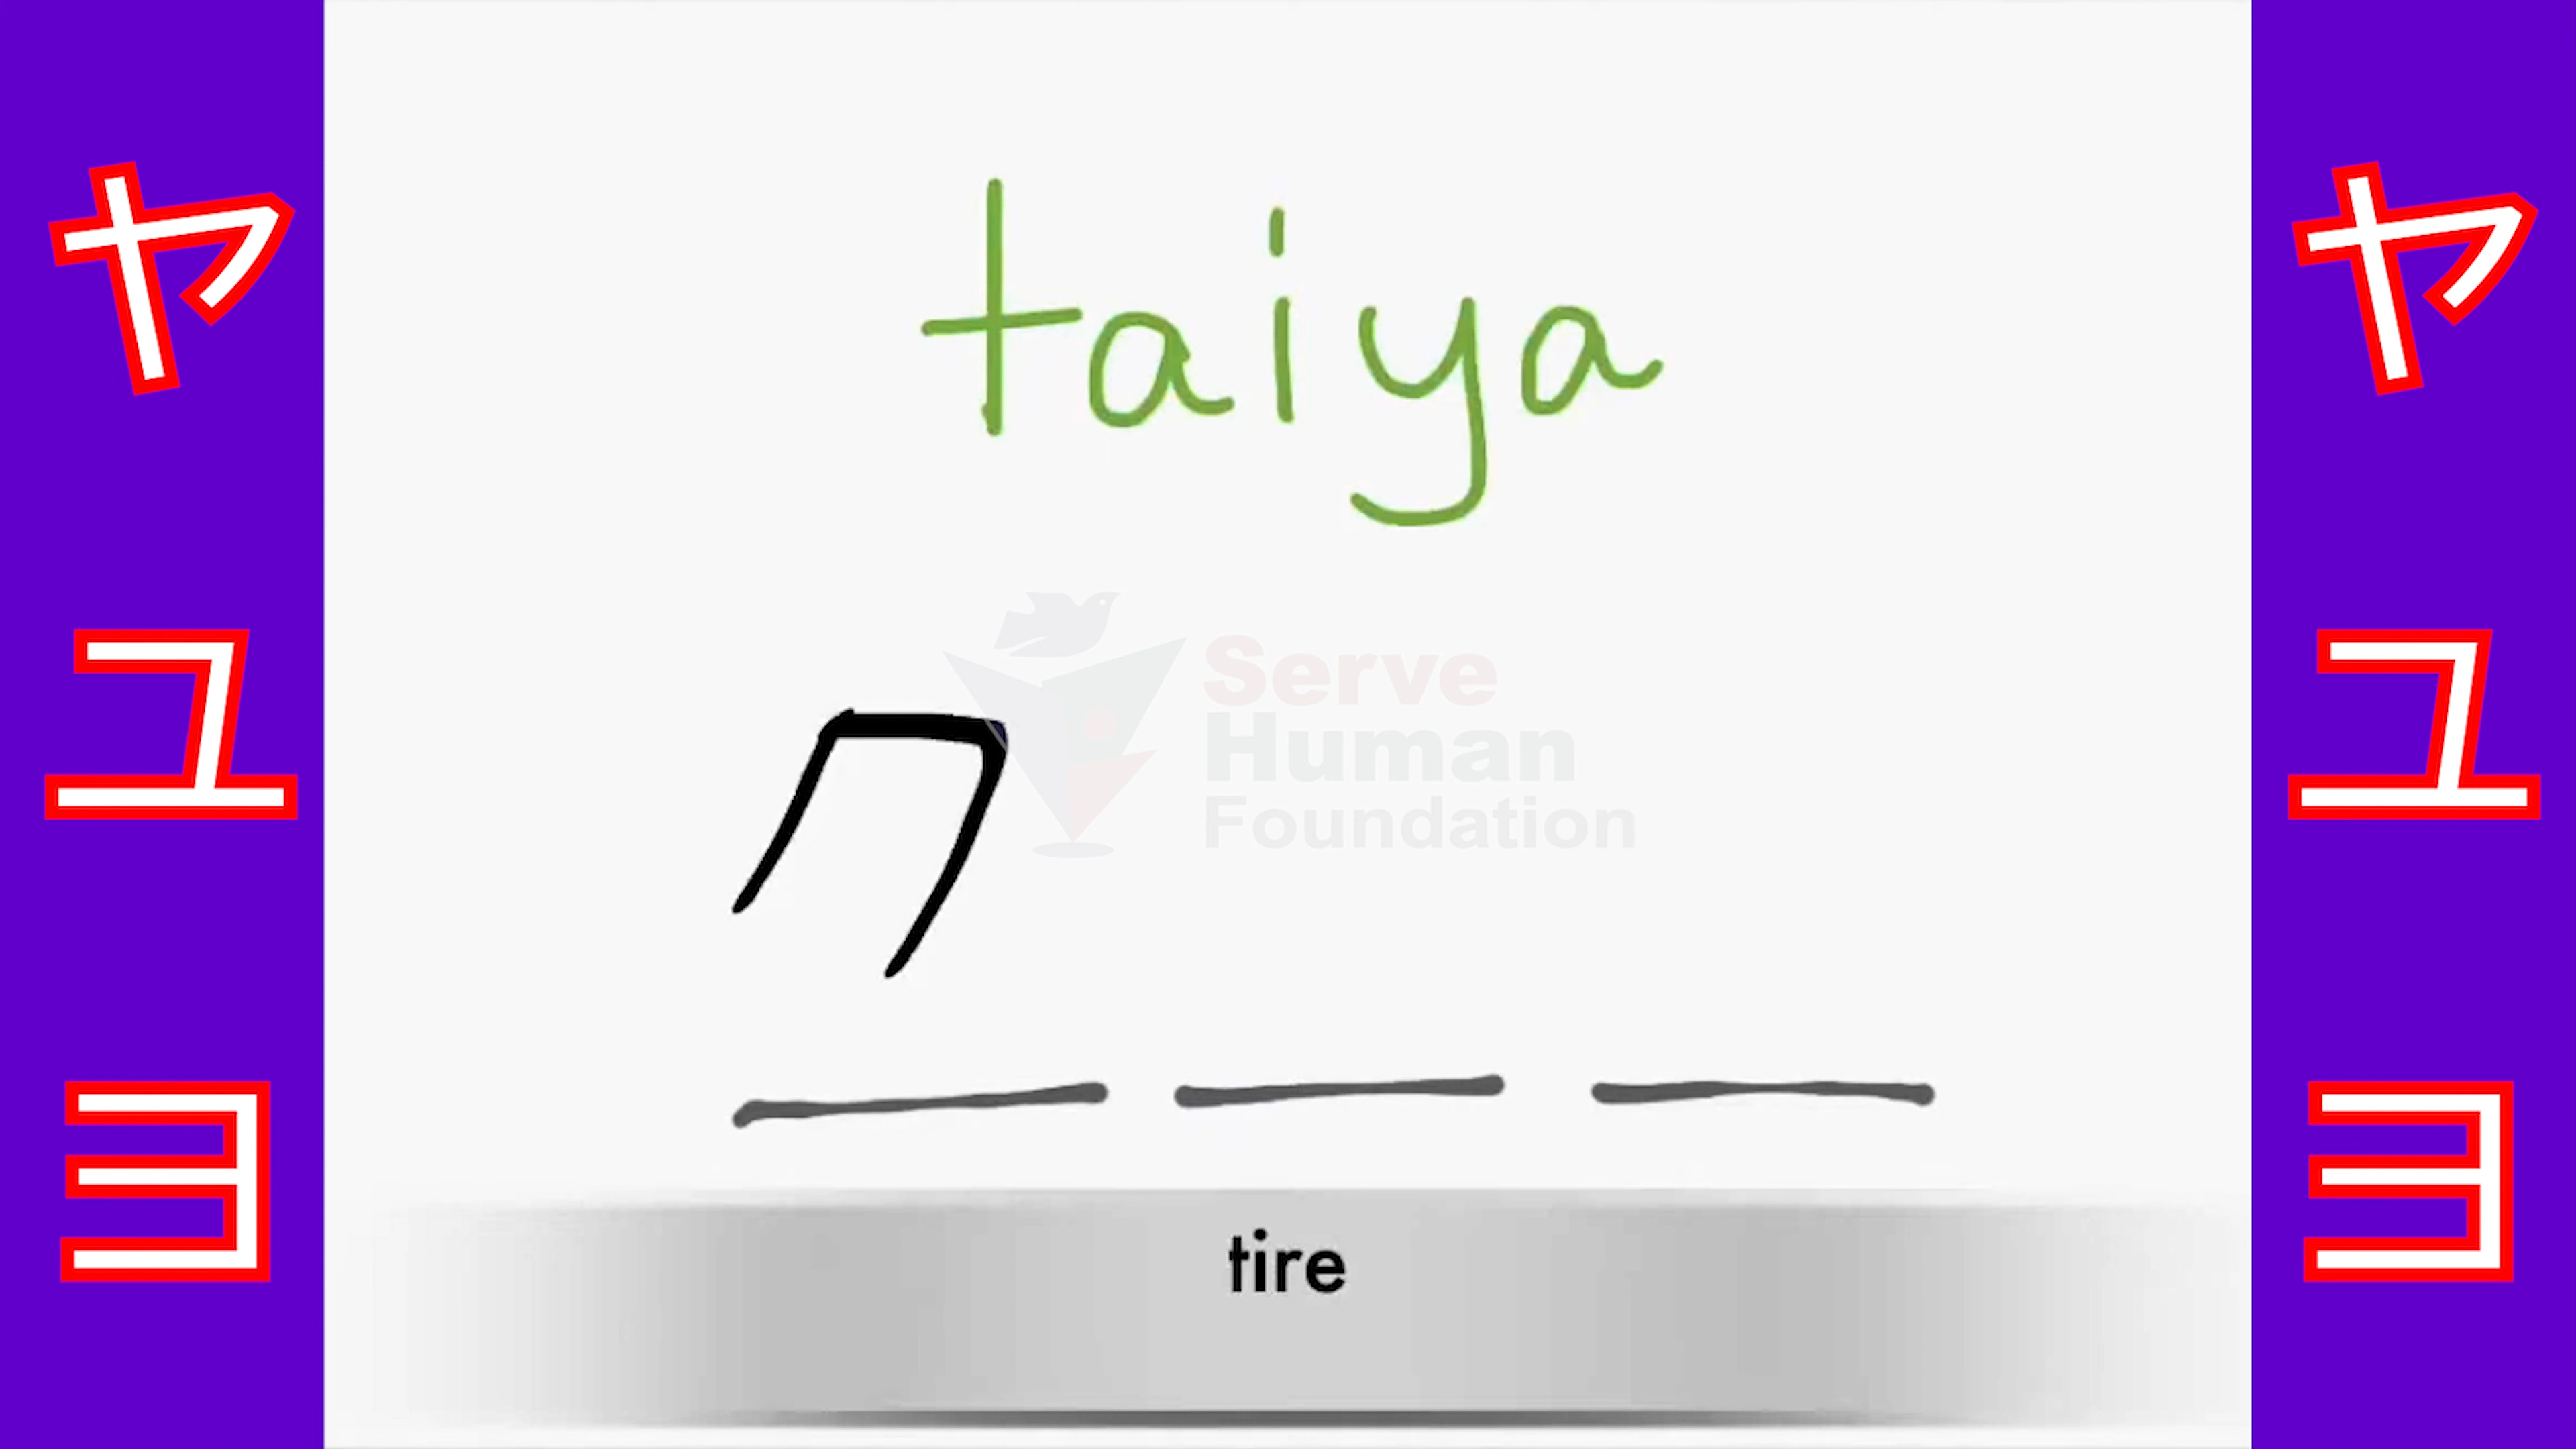 ヤ
ユ
ヨ
taiya
Serve
Human
Foundation
ク
tire
ヤ
ユ
ヨ